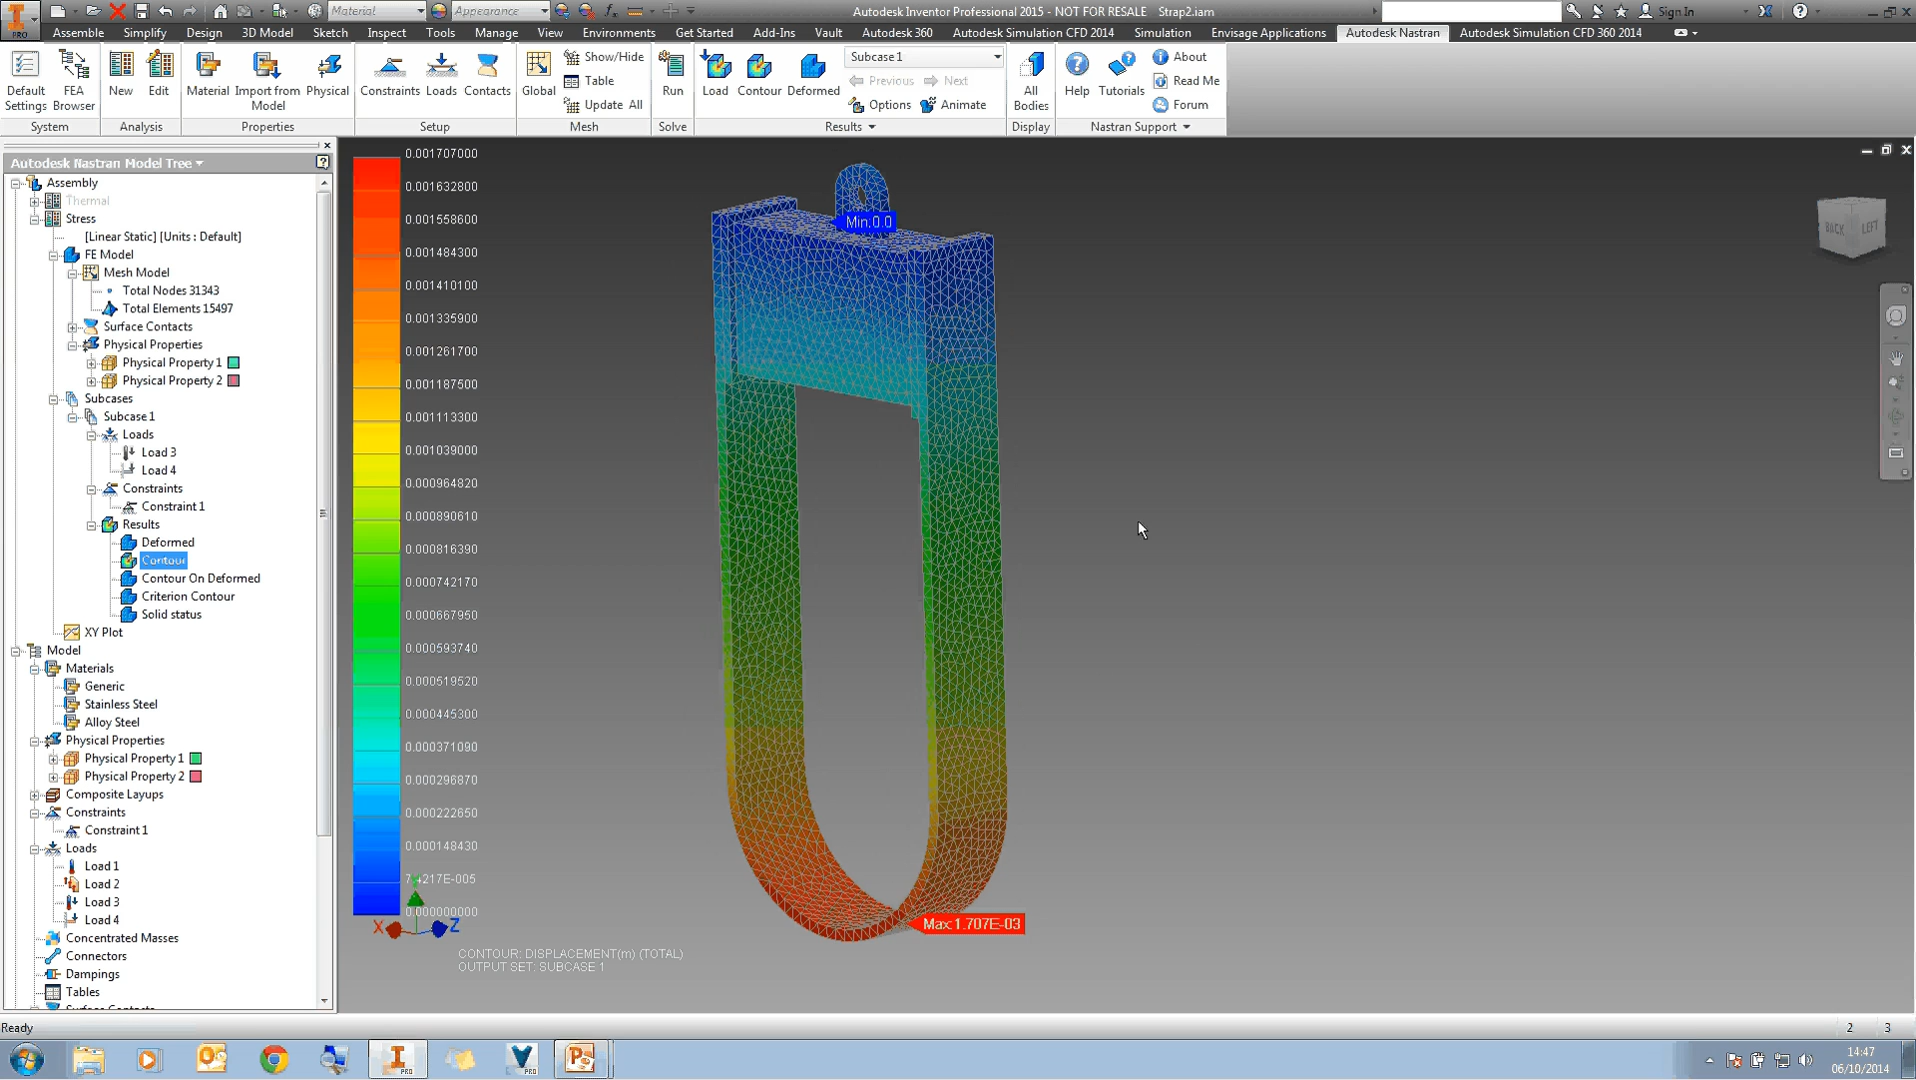 PRO
Material
Appearance
Autodesk Inventor Professional 2015 - NOT FOR RESALE Strap2.iam
Sign In
Assembly Simplify Design 3D Model Sketch Inspect Tools Manage View Environments Get Started Add-Ins Vault Autodesk 360 Autodesk Simulation CFD 2014 Simulation Envisage Applications Autodesk Nastran Autodesk Simulation CFD 360 2014
Default Settings
FEA Browser
System
New
Edit
Analysis
Material
Import from Model
Physical
Properties
Constraints
Loads
Contacts
Setup
Global
Show/Hide
Table
Update All
Mesh
Run
Solve
Load
Contour
Deformed
Subcase 1
Previous
Next
Options
Animate
Results
All Bodies
Display
Help
Tutorials
About
Read Me
Forum
Nastran Support
Autodesk Nastran Model Tree
Assembly
Thermal
Stress
[Linear Static] [Units : Default]
FE Model
Mesh Model
Total Nodes 31343
Total Elements 15497
Surface Contacts
Physical Properties
Physical Property 1
Physical Property 2
Subcases
Subcase 1
Loads
Load 3
Load 4
Constraints
Constraint 1
Results
Deformed
Contour
Contour On Deformed
Criterion Contour
Solid status
XY Plot
Model
Materials
Generic
Stainless Steel
Alloy Steel
Physical Properties
Physical Property 1
Physical Property 2
Composite Layups
Constraints
Constraint 1
Loads
Load 1
Load 2
Load 3
Load 4
Concentrated Masses
Connectors
Dampings
Tables
0.001707000
0.001632800
0.001558600
0.001484300
0.001410100
0.001335900
0.001261700
0.001187500
0.001113300
0.001039000
0.000964820
0.000890610
0.000816390
0.000742170
0.000667950
0.000593740
0.000519520
0.000445300
0.000371090
0.000296870
0.000222650
0.000148430
0.000000000
X
Z
Min:0.0
Max:1.707E-03
BACK
LEFT
CONTOUR: DISPLACEMENT(m) (TOTAL)
OUTPUT SET: SUBCASE 1
Ready
2 3
PRO
PRO
14:47
06/10/2014